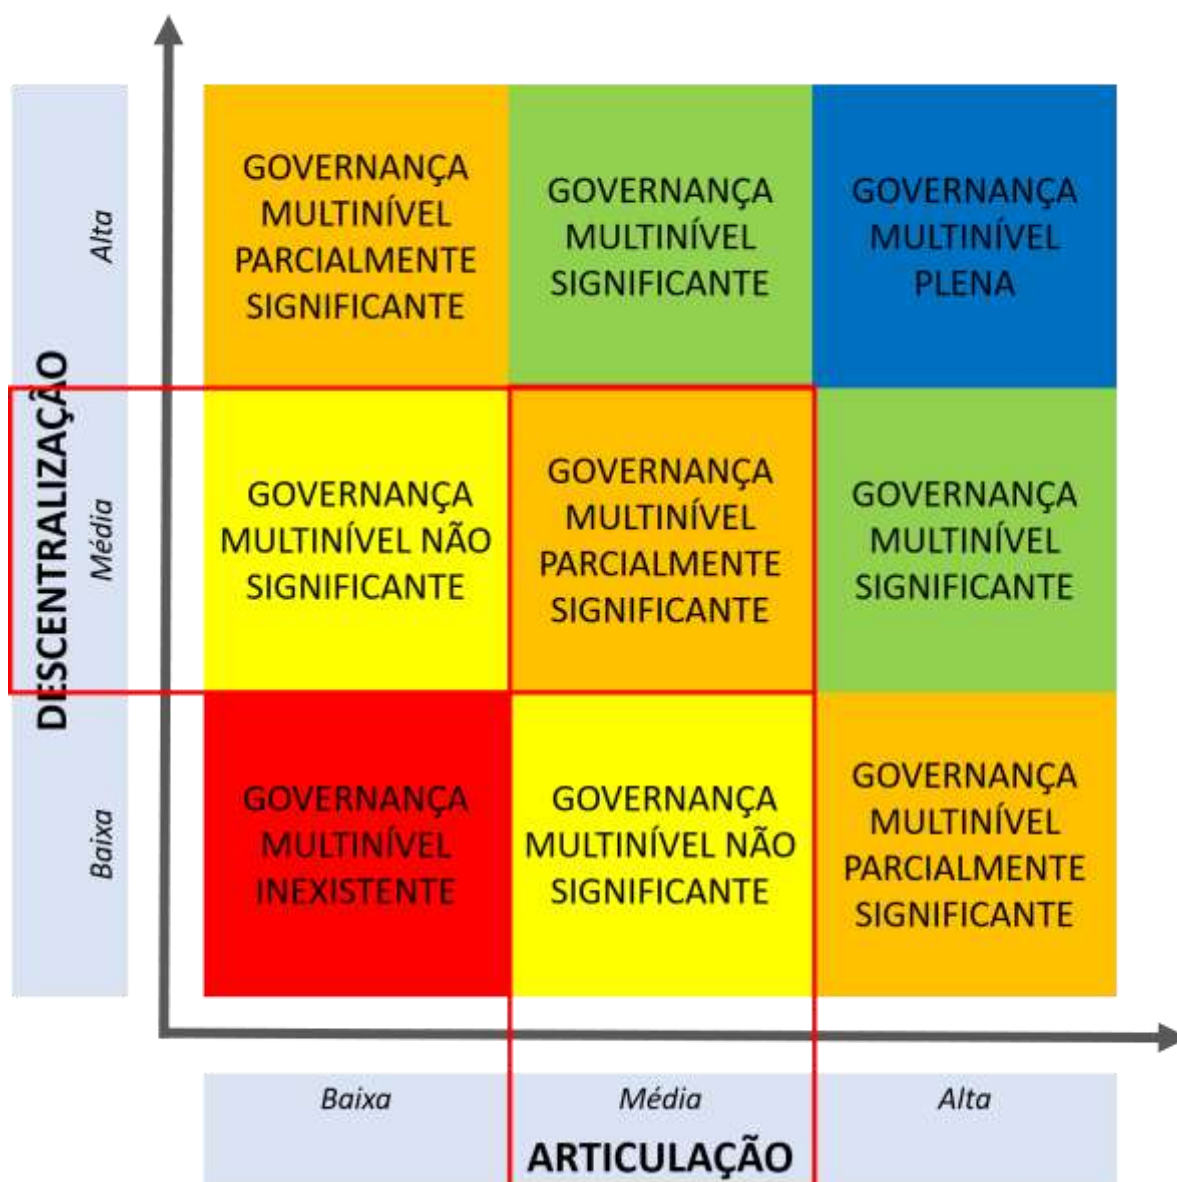 DESCENTRALIZAÇÃO
Alta
GOVERNANÇA
MULTINÍVEL
PARCIALMENTE
SIGNIFICANTE
GOVERNANÇA
MULTINÍVEL
SIGNIFICANTE
GOVERNANÇA
MULTINÍVEL
PLENA
Média
GOVERNANÇA
MULTINÍVEL NÃO
SIGNIFICANTE
GOVERNANÇA
MULTINÍVEL
PARCIALMENTE
SIGNIFICANTE
GOVERNANÇA
MULTINÍVEL
SIGNIFICANTE
Baixa
GOVERNANÇA
MULTINÍVEL
INEXISTENTE
GOVERNANÇA
MULTINÍVEL NÃO
SIGNIFICANTE
GOVERNANÇA
MULTINÍVEL
PARCIALMENTE
SIGNIFICANTE
Baixa
Média
Alta
ARTICULAÇÃO